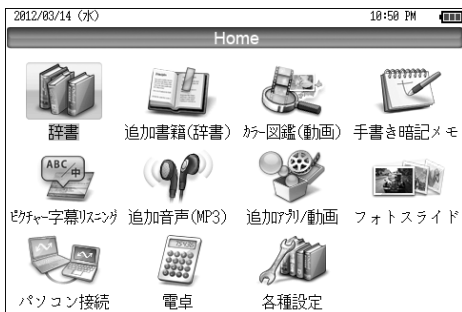 2012/03/14 (水) 10:50 PM
Home
辞書 追加書籍(辞書) ｶﾗｰ図鑑(動画) 手書き暗記メモ
ABC 中
ﾋﾟｸﾁｬｰ字幕ﾘｽﾆﾝｸﾞ 追加音声(MP3) 追加ｱﾌﾟﾘ/動画 フォトスライド
パソコン接続 電卓 各種設定